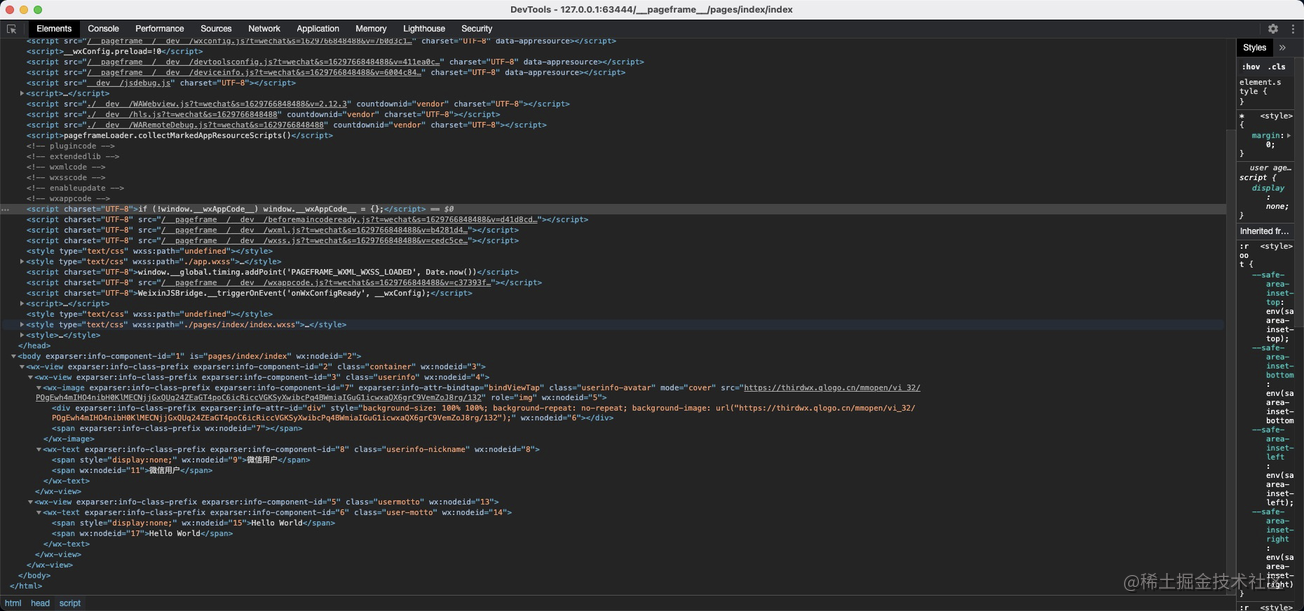 DevTools - 127.0.0.1:63444/__pageframe__/pages/index/index
Elements Console Performance Sources Network Application Memory Lighthouse Security
<script src="/__pageframe__/__dev__/wxconfig.js?t=wechat&s=1629766848488&v=7b0d3c1…" charset="UTF-8" data-appresource></script>
<script>__wxConfig.preload=!0</script>
<script src="/__pageframe__/__dev__/devtoolsconfig.js?t=wechat&s=1629766848488&v=411ea0c…" charset="UTF-8" data-appresource></script>
<script src="/__pageframe__/__dev__/deviceinfo.js?t=wechat&s=1629766848488&v=6004c84…" charset="UTF-8" data-appresource></script>
<script src="__dev__/jsdebug.js" charset="UTF-8"></script>
<script>…</script>
<script src="./__dev__/WAWebview.js?t=wechat&s=1629766848488&v=2.12.3" countdownid="vendor" charset="UTF-8"></script>
<script src="./__dev__/hls.js?t=wechat&s=1629766848488" countdownid="vendor" charset="UTF-8"></script>
<script src="./__dev__/WARemoteDebug.js?t=wechat&s=1629766848488" countdownid="vendor" charset="UTF-8"></script>
<script>pageframeLoader.collectMarkedAppResourceScripts()</script>
<!-- plugincode -->
<!-- extendedlib -->
<!-- wxmlcode -->
<!-- wxsscode -->
<!-- enableupdate -->
<!-- wxappcode -->
… <script charset="UTF-8">if (!window.__wxAppCode__) window.__wxAppCode__ = {};</script> == $0
<script charset="UTF-8" src="/__pageframe__/__dev__/beforemaincodeready.js?t=wechat&s=1629766848488&v=d41d8cd…"></script>
<script charset="UTF-8" src="/__pageframe__/__dev__/wxml.js?t=wechat&s=1629766848488&v=b4281d4…"></script>
<script charset="UTF-8" src="/__pageframe__/__dev__/wxss.js?t=wechat&s=1629766848488&v=cedc5ce…"></script>
<style type="text/css" wxss:path="undefined"></style>
<style type="text/css" wxss:path="./app.wxss">…</style>
<script charset="UTF-8">window.__global.timing.addPoint('PAGEFRAME_WXML_WXSS_LOADED', Date.now())</script>
<script charset="UTF-8" src="/__pageframe__/__dev__/wxappcode.js?t=wechat&s=1629766848488&v=c37393f…"></script>
<script charset="UTF-8">WeixinJSBridge.__triggerOnEvent('onWxConfigReady', __wxConfig);</script>
<script>…</script>
<style type="text/css" wxss:path="undefined"></style>
<style type="text/css" wxss:path="./pages/index/index.wxss">…</style>
<style>…</style>
</head>
<body exparser:info-component-id="1" is="pages/index/index" wx:nodeid="2">
<wx-view exparser:info-class-prefix exparser:info-component-id="2" class="container" wx:nodeid="3">
<wx-view exparser:info-class-prefix exparser:info-component-id="3" class="userinfo" wx:nodeid="4">
<wx-image exparser:info-class-prefix exparser:info-component-id="7" exparser:info-attr-bindtap="bindViewTap" class="userinfo-avatar" mode="cover" src="https://thirdwx.qlogo.cn/mmopen/vi_32/
POgEwh4mIHO4nibH0KlMECNjjGxQUq24ZEaGT4poC6icRiccVGKSyXwibcPq4BWmiaIGuG1icwxaQX6grC9VemZoJ8rg/132" role="img" wx:nodeid="5">
<div exparser:info-class-prefix exparser:info-attr-id="div" style="background-size: 100% 100%; background-repeat: no-repeat; background-image: url("https://thirdwx.qlogo.cn/mmopen/vi_32/
POgEwh4mIHO4nibH0KlMECNjjGxQUq24ZEaGT4poC6icRiccVGKSyXwibcPq4BWmiaIGuG1icwxaQX6grC9VemZoJ8rg/132");" wx:nodeid="6"></div>
<span exparser:info-class-prefix wx:nodeid="7"></span>
</wx-image>
<wx-text exparser:info-class-prefix exparser:info-component-id="8" class="userinfo-nickname" wx:nodeid="8">
<span style="display:none;" wx:nodeid="9">微信用户</span>
<span wx:nodeid="11">微信用户</span>
</wx-text>
</wx-view>
<wx-view exparser:info-class-prefix exparser:info-component-id="5" class="usermotto" wx:nodeid="13">
<wx-text exparser:info-class-prefix exparser:info-component-id="6" class="user-motto" wx:nodeid="14">
<span style="display:none;" wx:nodeid="15">Hello World</span>
<span wx:nodeid="17">Hello World</span>
</wx-text>
</wx-view>
</wx-view>
</body>
</html>
html head script
Styles »
:hov .cls
element.s
tyle {
}
* <style>
{
margin:
0;
}
user age…
script {
display
:
none;
}
Inherited fr…
:r <style>
oo
t {
--safe-
area-
inset-
top:
env(sa
area-
inset-
top);
--safe-
area-
inset-
bottom
:
env(sa
area-
inset-
bottom
--safe-
area-
inset-
left
:
env(sa
area-
inset-
left);
--safe-
area-
inset-
right
:
env(sa
area-
inset-
right)
}
:r <style>
@稀土掘金技术社区